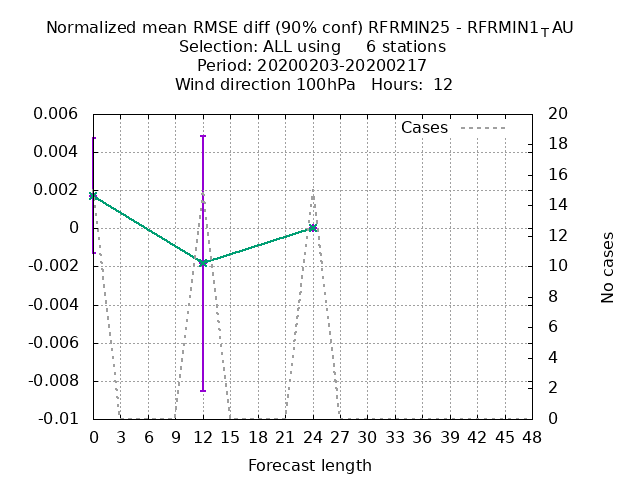 Normalized mean RMSE diff (90% conf) RFRMIN25 - RFRMIN1TAU
Selection: ALL using     6 stations
Period: 20200203-20200217
Wind direction 100hPa   Hours:  12
Cases
0.006
0.004
0.002
0
-0.002
-0.004
-0.006
-0.008
-0.01
20
18
16
14
12
10
8
6
4
2
0
No cases
0 3 6 9 12 15 18 21 24 27 30 33 36 39 42 45 48
Forecast length